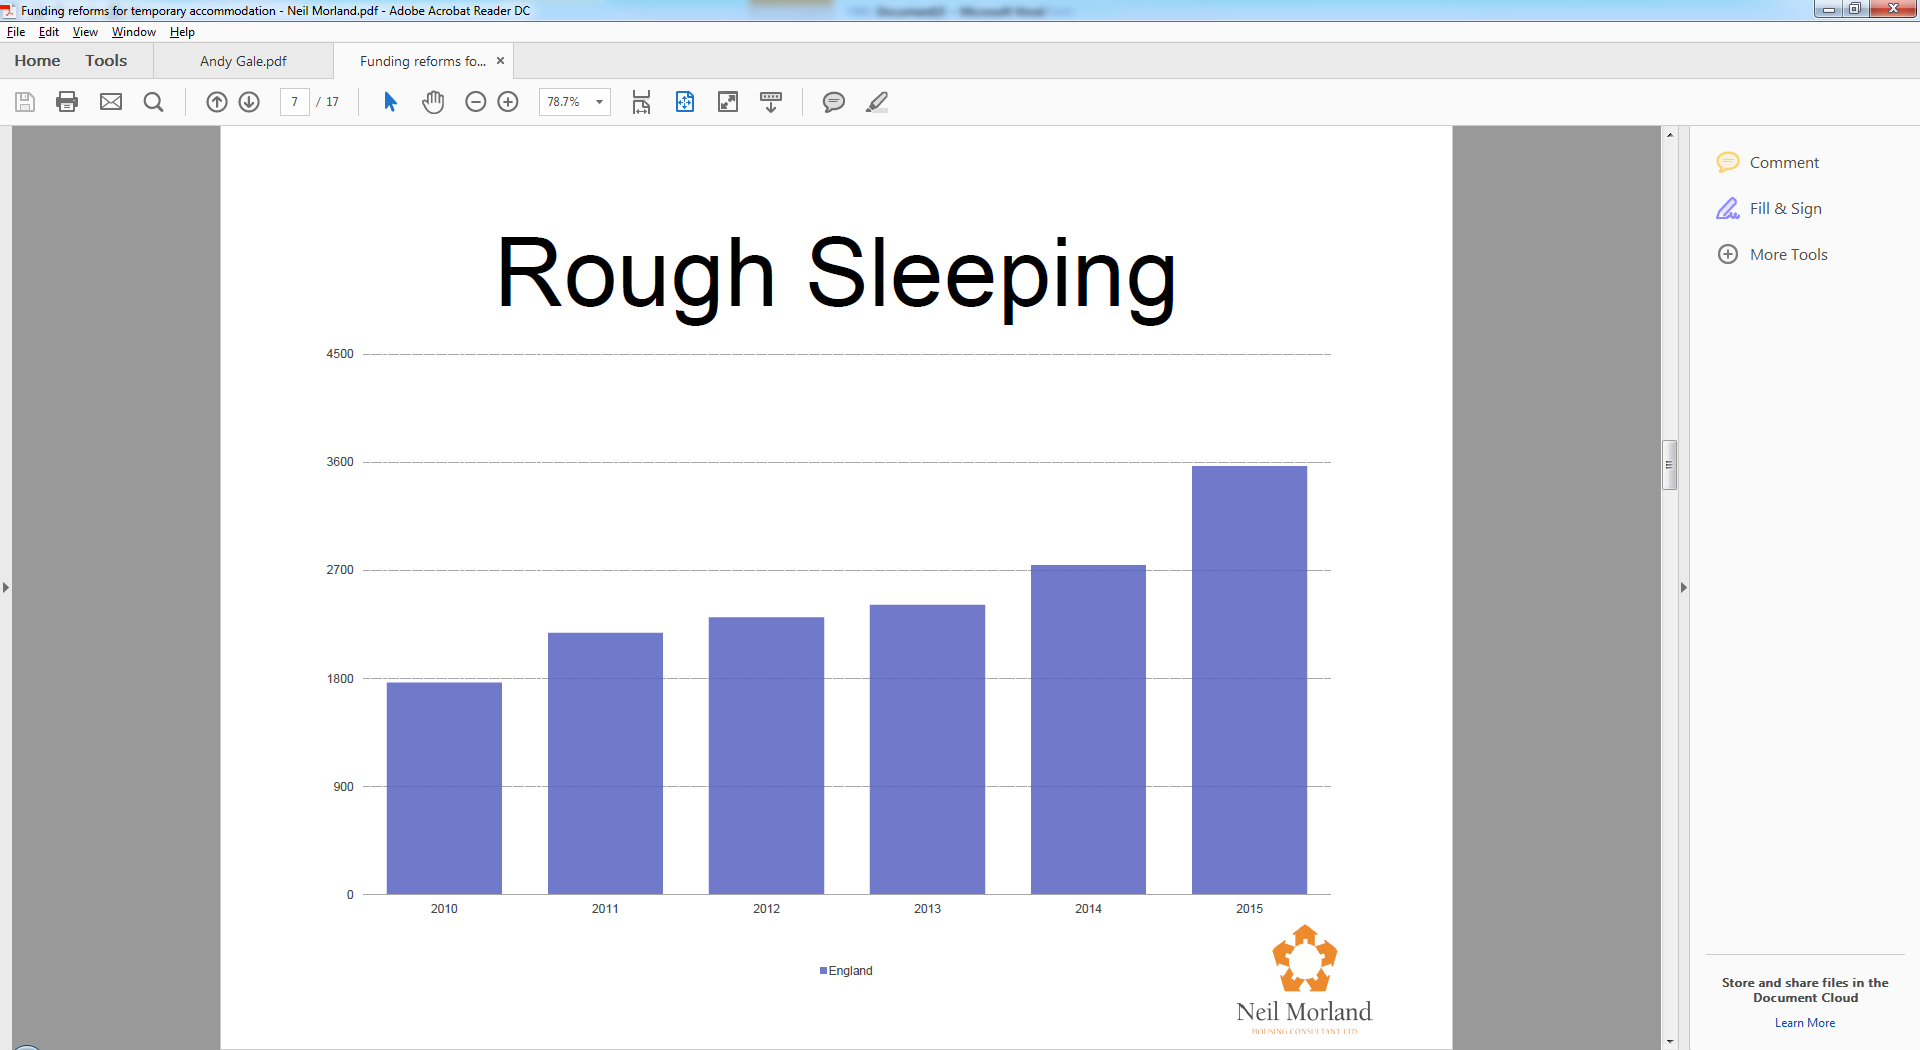 Funding reforms for temporary accommodation - Neil Morland.pdf - Adobe Acrobat Reader DC
File Edit View Window Help
Home Tools Andy Gale.pdf Funding reforms fo... ×
7 / 17 78.7%
Comment
Fill & Sign
More Tools
Rough Sleeping
4500
3600
2700
1800
900
0
2010 2011 2012 2013 2014 2015
England
Neil Morland
HOUSING CONSULTANT LTD
Store and share files in the
Document Cloud
Learn More